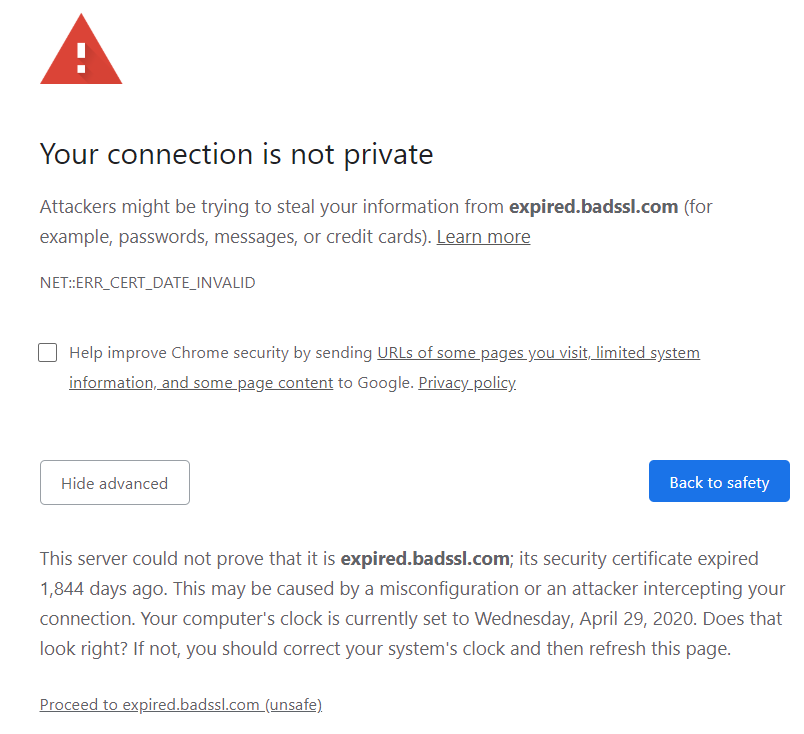 Your connection is not private
Attackers might be trying to steal your information from expired.badssl.com (for
example, passwords, messages, or credit cards). Learn more
NET::ERR_CERT_DATE_INVALID
Help improve Chrome security by sending URLs of some pages you visit, limited system
information, and some page content to Google. Privacy policy
Hide advanced
Back to safety
This server could not prove that it is expired.badssl.com; its security certificate expired
1,844 days ago. This may be caused by a misconfiguration or an attacker intercepting your
connection. Your computer's clock is currently set to Wednesday, April 29, 2020. Does that
look right? If not, you should correct your system's clock and then refresh this page.
Proceed to expired.badssl.com (unsafe)